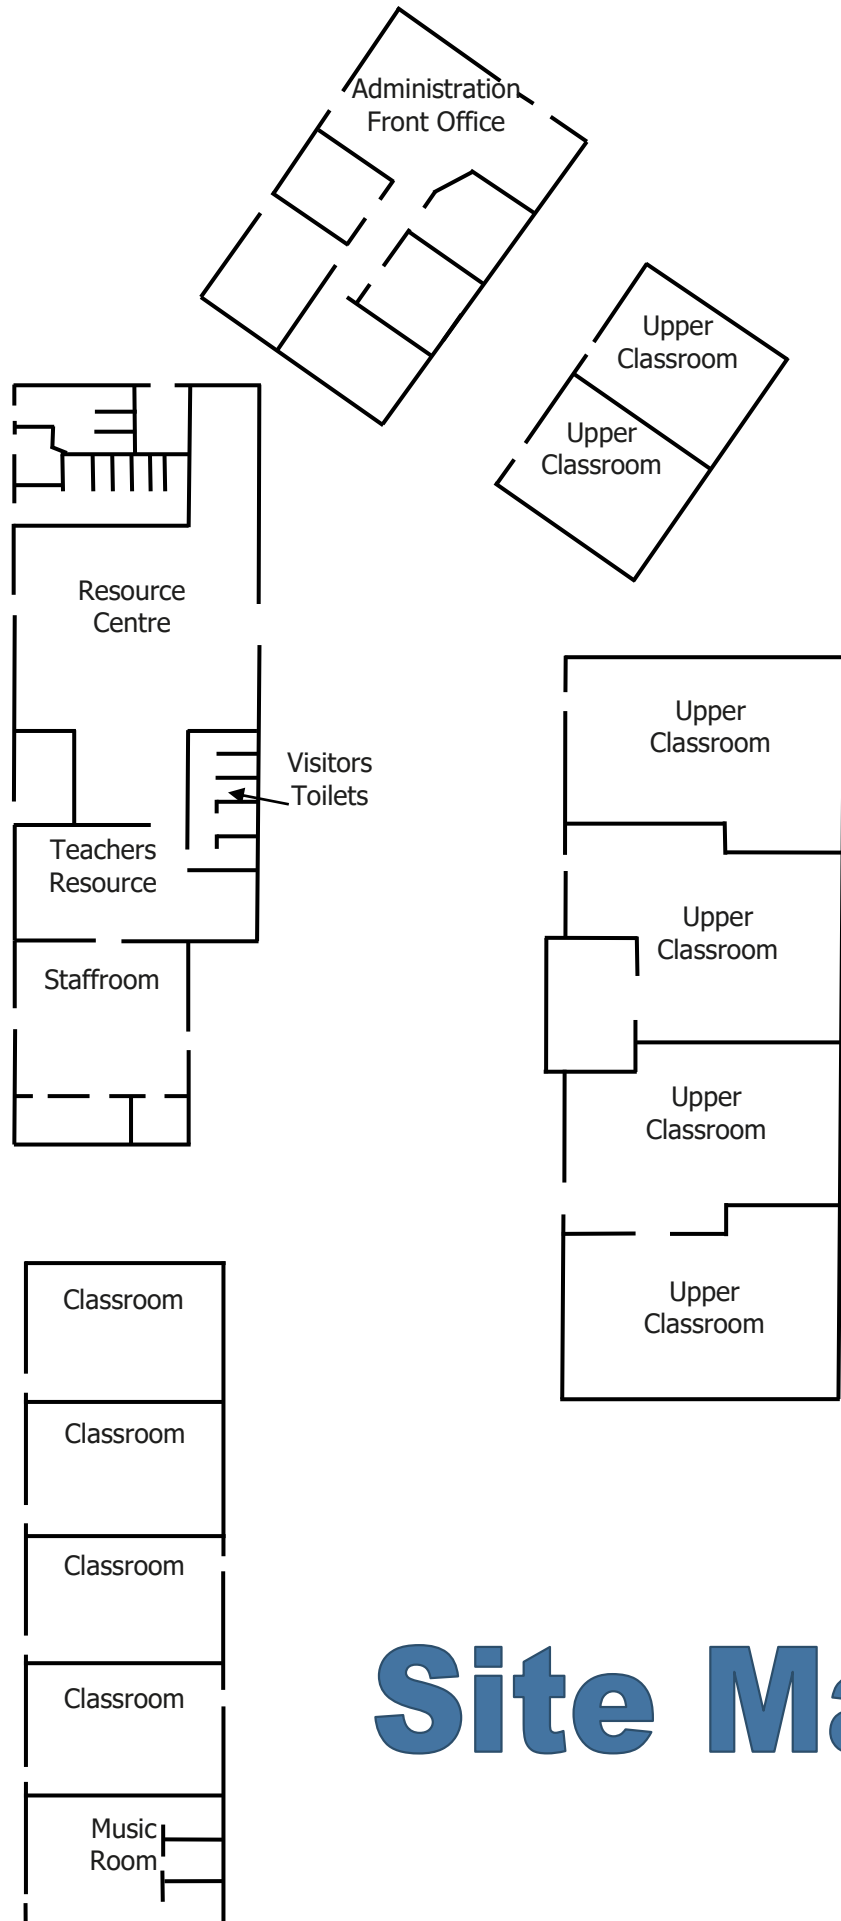 Administration
Front Office
Upper
Classroom
Upper
Classroom
Resource
Centre
Upper
Classroom
Visitors
Toilets
Teachers
Resource
Upper
Classroom
Staffroom
Upper
Classroom
Upper
Classroom
Classroom
Classroom
Classroom
Classroom
Site Ma
Music
Room